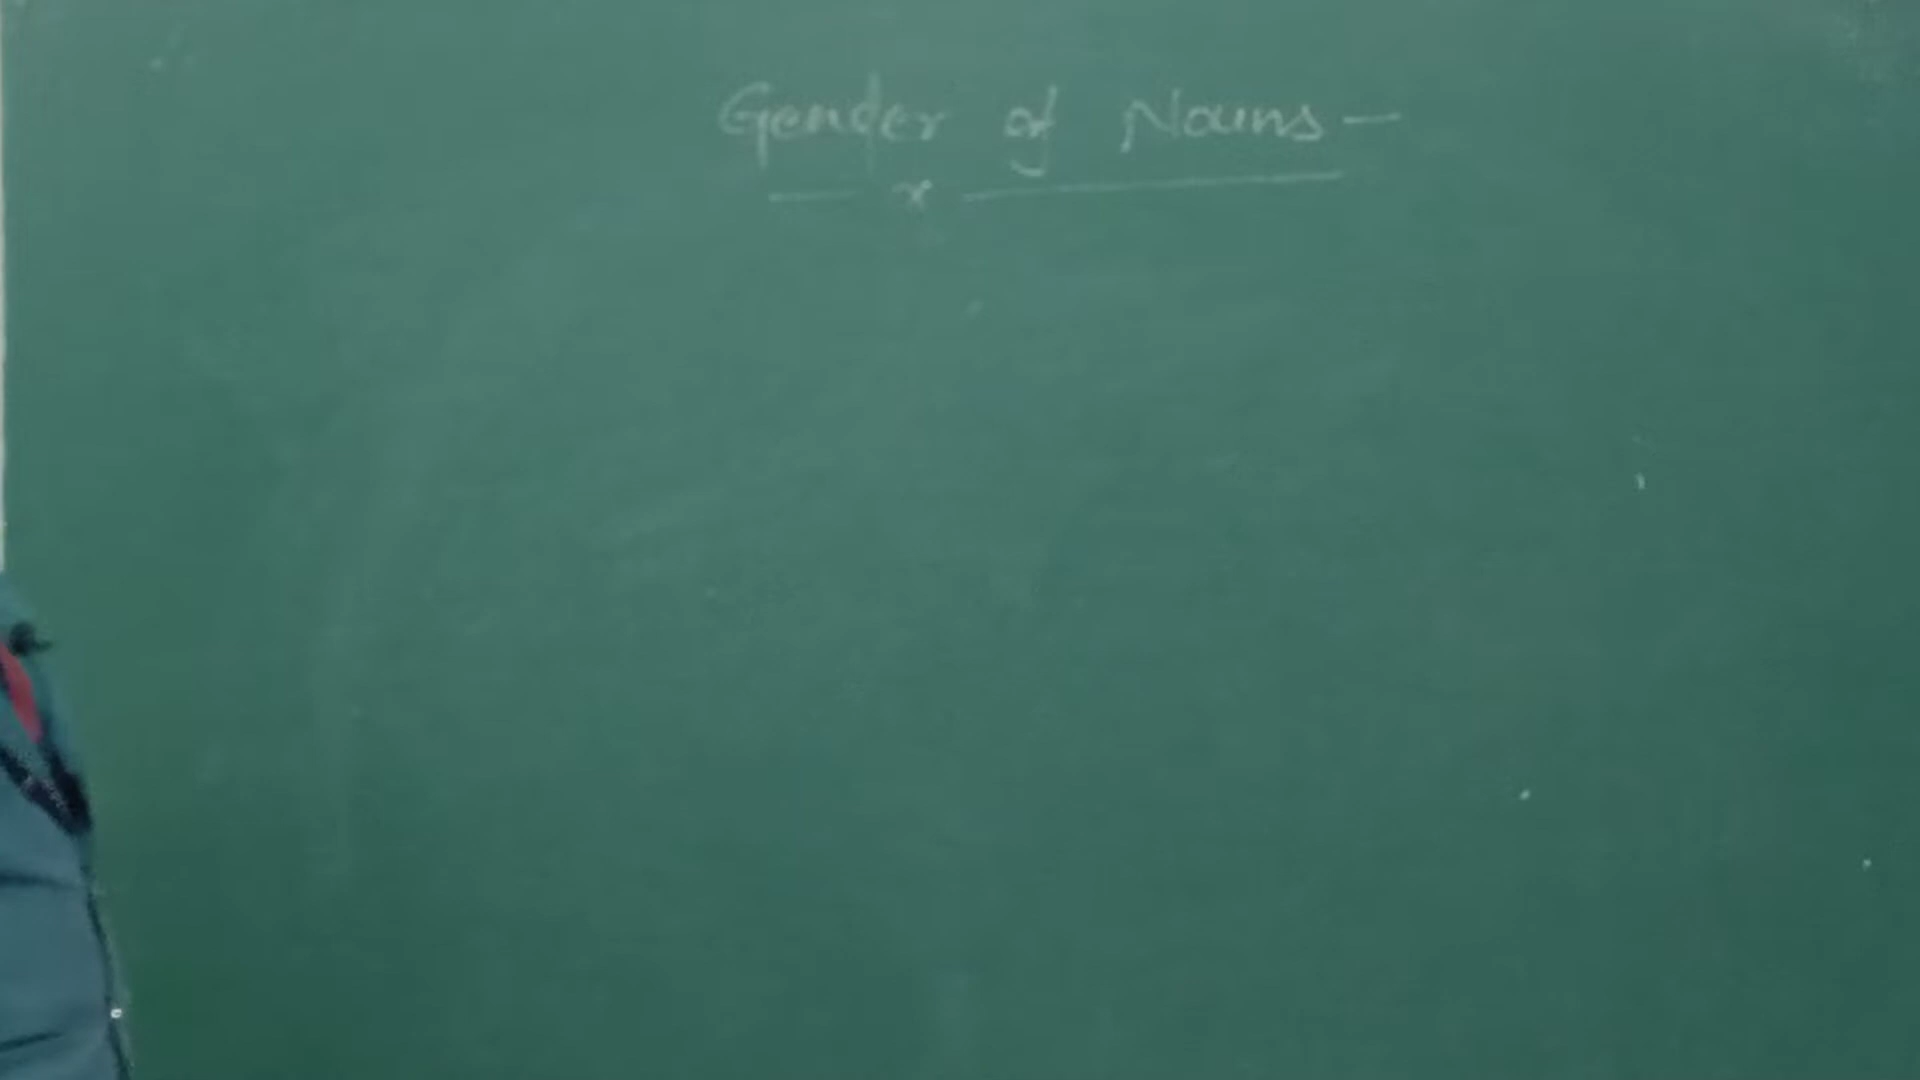 Gender of Nouns —
— x —